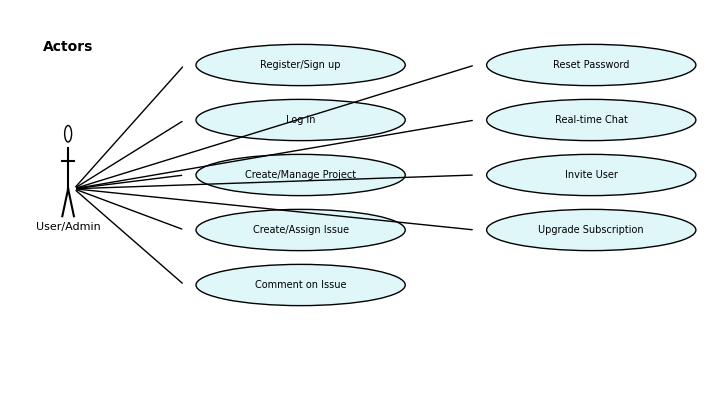 Actors
User/Admin
Register/Sign up
Log in
Create/Manage Project
Create/Assign Issue
Comment on Issue
Reset Password
Real-time Chat
Invite User
Upgrade Subscription